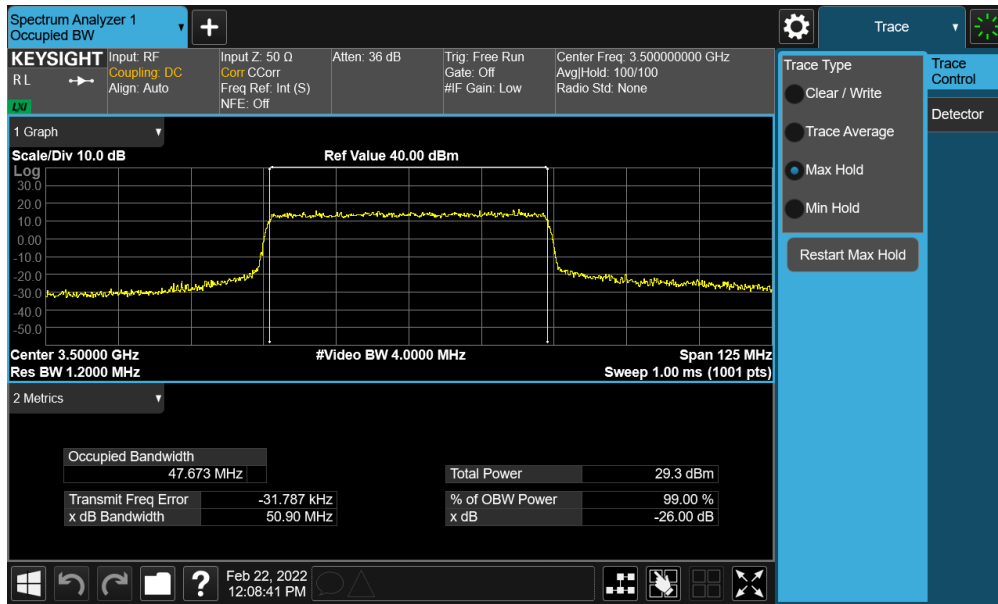 Spectrum Analyzer 1
Occupied BW
+
Trace
KEYSIGHT
R L
LXI
Input: RF
Coupling: DC
Align: Auto
Input Z: 50 Ω
Corr CCorr
Freq Ref: Int (S)
NFE: Off
Atten: 36 dB
Trig: Free Run
Gate: Off
#IF Gain: Low
Center Freq: 3.500000000 GHz
Avg|Hold: 100/100
Radio Std: None
Trace Type
Clear / Write
Trace Average
Max Hold
Min Hold
Restart Max Hold
Trace
Control
Detector
1 Graph
Scale/Div 10.0 dB
Ref Value 40.00 dBm
Log
30.0
20.0
10.0
0.00
-10.0
-20.0
-30.0
-40.0
-50.0
Center 3.50000 GHz
#Video BW 4.0000 MHz
Span 125 MHz
Res BW 1.2000 MHz
Sweep 1.00 ms (1001 pts)
2 Metrics
Occupied Bandwidth
47.673 MHz
Total Power 29.3 dBm
Transmit Freq Error -31.787 kHz
% of OBW Power 99.00 %
x dB Bandwidth 50.90 MHz
x dB -26.00 dB
?
Feb 22, 2022
12:08:41 PM